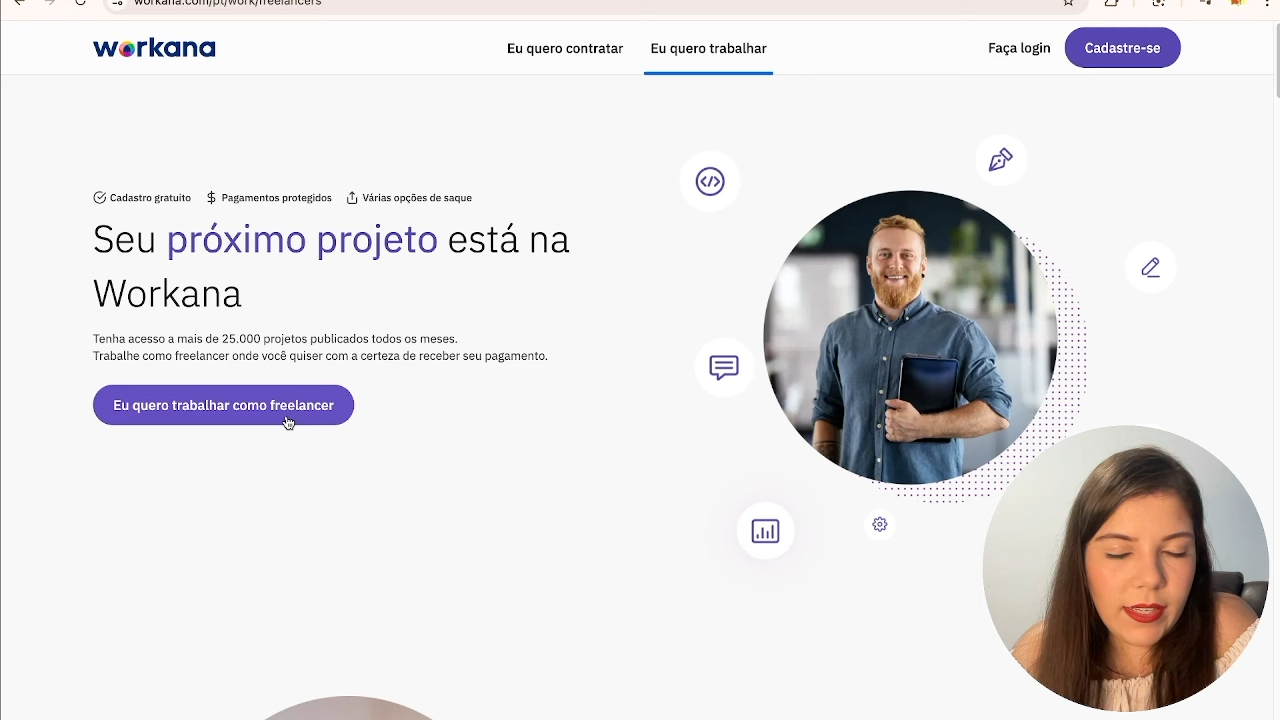 workana.com/pt/work/freelancers
workana
Eu quero contratar
Eu quero trabalhar
Faça login
Cadastre-se
Cadastro gratuito
Pagamentos protegidos
Várias opções de saque
Seu próximo projeto está na
Workana
Tenha acesso a mais de 25.000 projetos publicados todos os meses.
Trabalhe como freelancer onde você quiser com a certeza de receber seu pagamento.
Eu quero trabalhar como freelancer